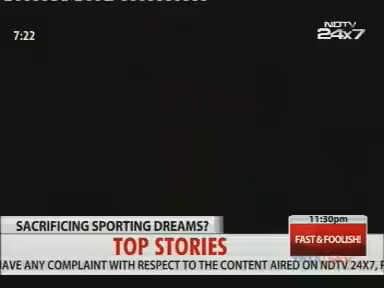 NDTV
7:22
24x7
SACRIFICING SPORTING DREAMS?
11:30pm
TOP STORIES
FAST & FOOLISH!
AVE ANY COMPLAINT WITH RESPECT TO THE CONTENT AIRED ON NDTV 24X7,